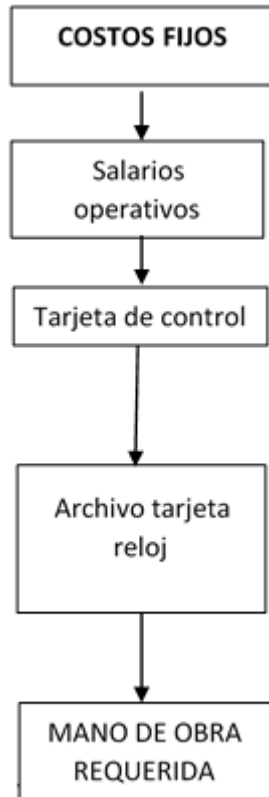 COSTOS FIJOS
Salarios
operativos
Tarjeta de control
Archivo tarjeta
reloj
MANO DE OBRA
REQUERIDA